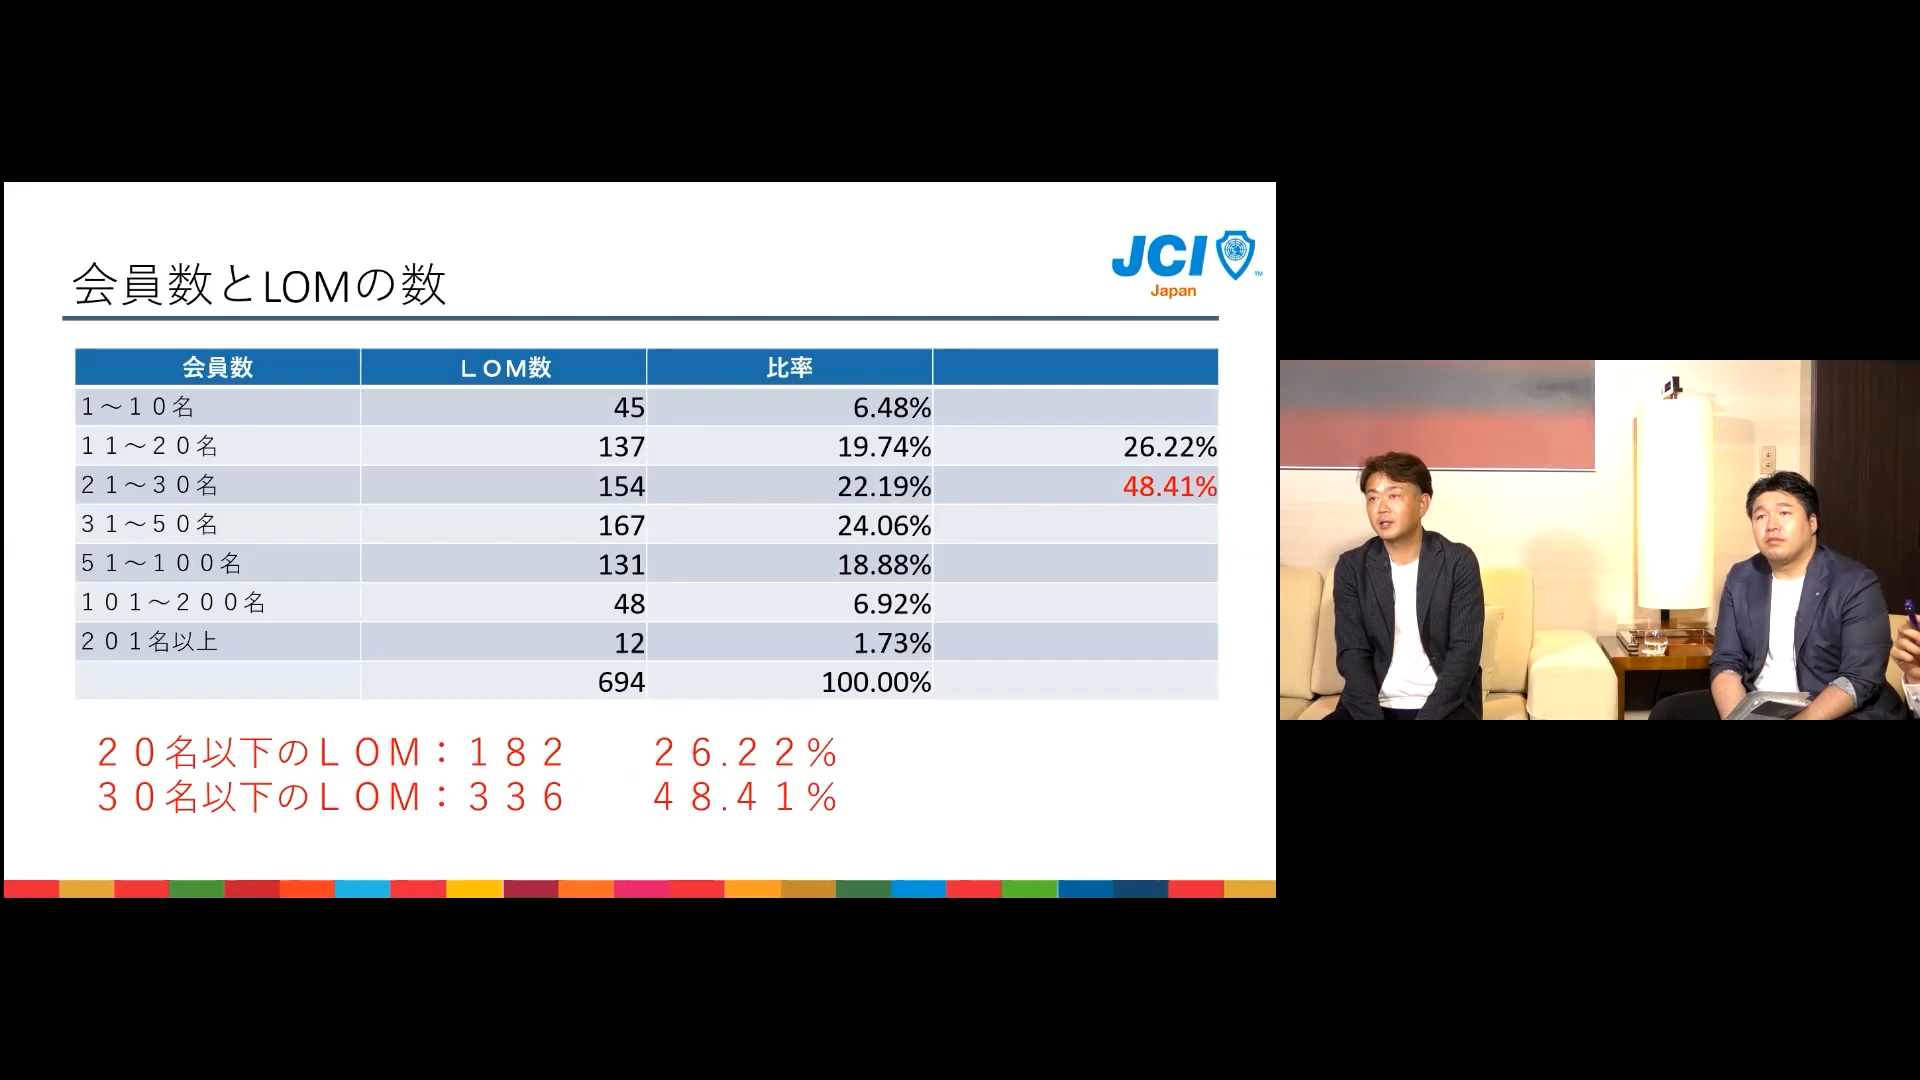 JCI
Japan
会員数とLOMの数
会員数 ＬＯＭ数 比率
１～１０名 45 6.48%
１１～２０名 137 19.74% 26.22%
２１～３０名 154 22.19% 48.41%
３１～５０名 167 24.06%
５１～１００名 131 18.88%
１０１～２００名 48 6.92%
２０１名以上 12 1.73%
694 100.00%
２０名以下のＬＯＭ：１８２　　２６.２２％
３０名以下のＬＯＭ：３３６　　４８.４１％